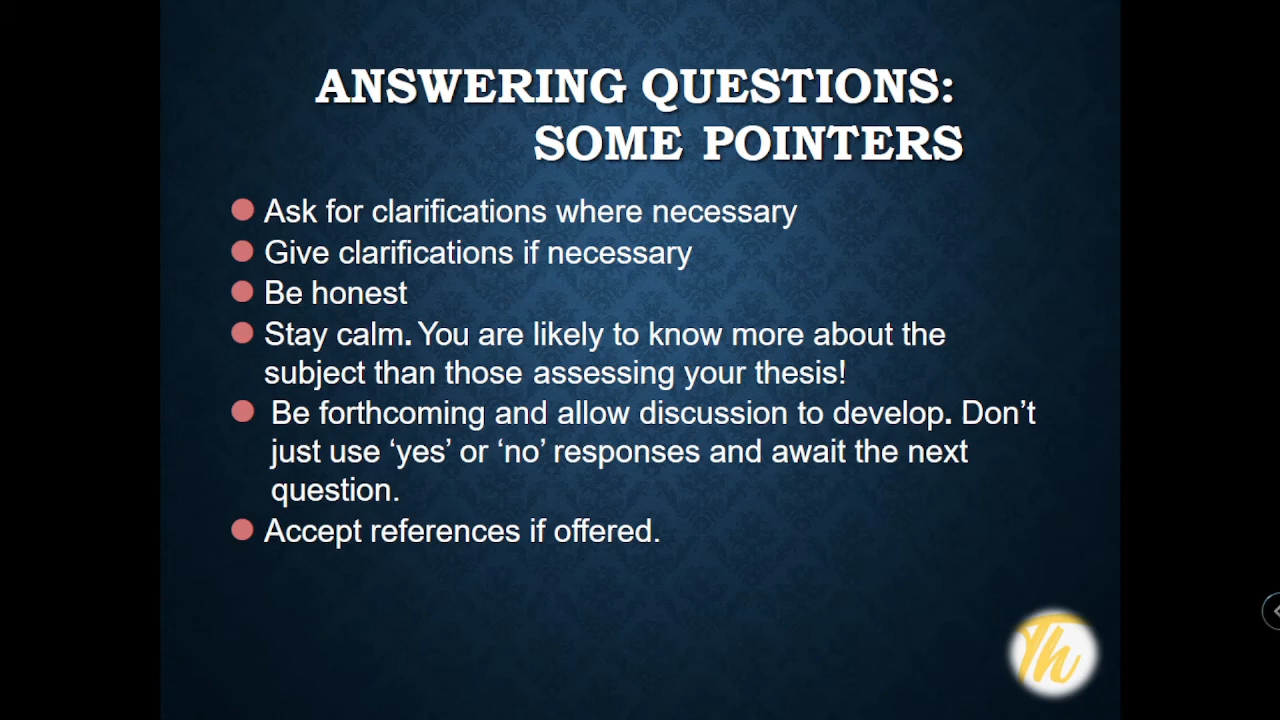 ANSWERING QUESTIONS:
SOME POINTERS
Ask for clarifications where necessary
Give clarifications if necessary
Be honest
Stay calm. You are likely to know more about the
subject than those assessing your thesis!
Be forthcoming and allow discussion to develop. Don’t
just use ‘yes’ or ‘no’ responses and await the next
question.
Accept references if offered.
Th